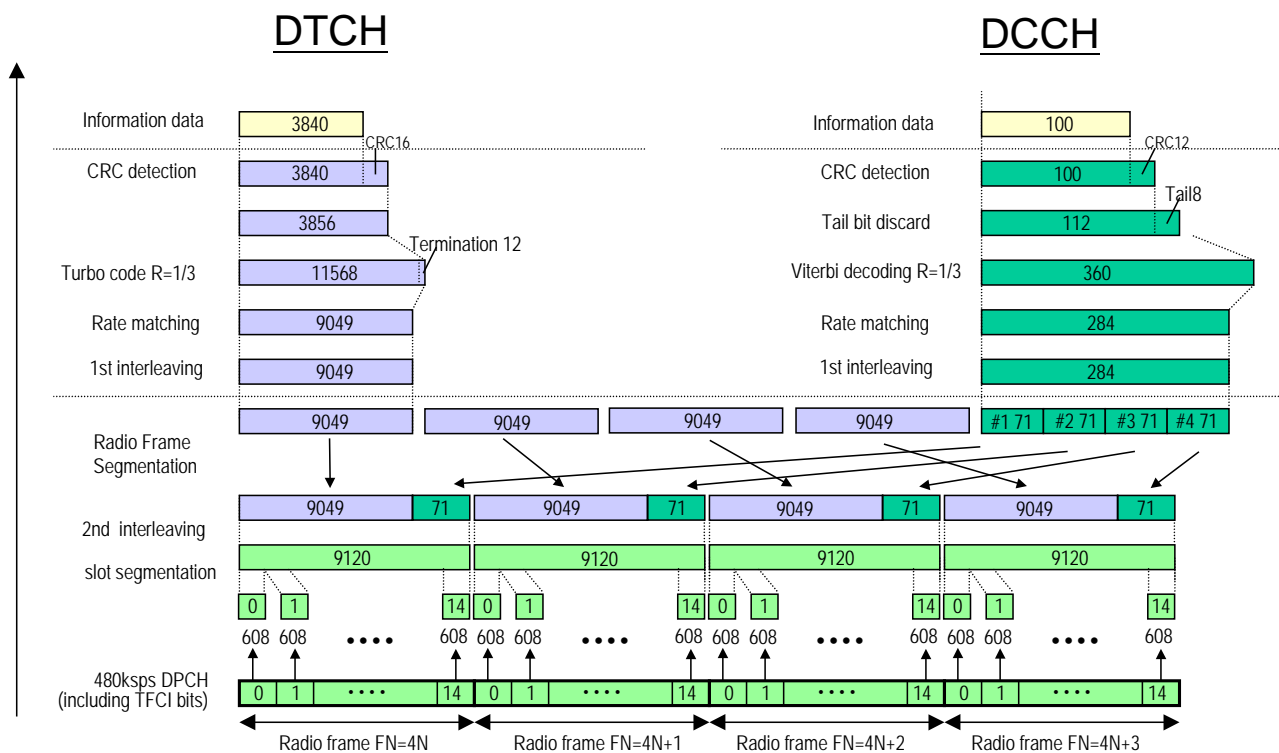 DTCH DCCH
Information data 3840 Information data 100
CRC16 CRC12
CRC detection 3840 CRC detection 100
Tail8
3856 Tail bit discard 112
Termination 12
Turbo code R=1/3 11568 Viterbi decoding R=1/3 360
Rate matching 9049 Rate matching 284
1st interleaving 9049 1st interleaving 284
9049 9049 9049 9049 #1 71 #2 71 #3 71 #4 71
Radio Frame
Segmentation
9049 71 9049 71 9049 71 9049 71
2nd interleaving
9120 9120 9120 9120
slot segmentation
0 1 14 0 1 14 0 1 14 0 1 14
608 608 •••• 608 608 608 •••• 608 608 608 •••• 608 608 608 •••• 608
480ksps DPCH
(including TFCI bits)
0 1 •••• 14 0 1 •••• 14 0 1 •••• 14 0 1 •••• 14
Radio frame FN=4N Radio frame FN=4N+1 Radio frame FN=4N+2 Radio frame FN=4N+3